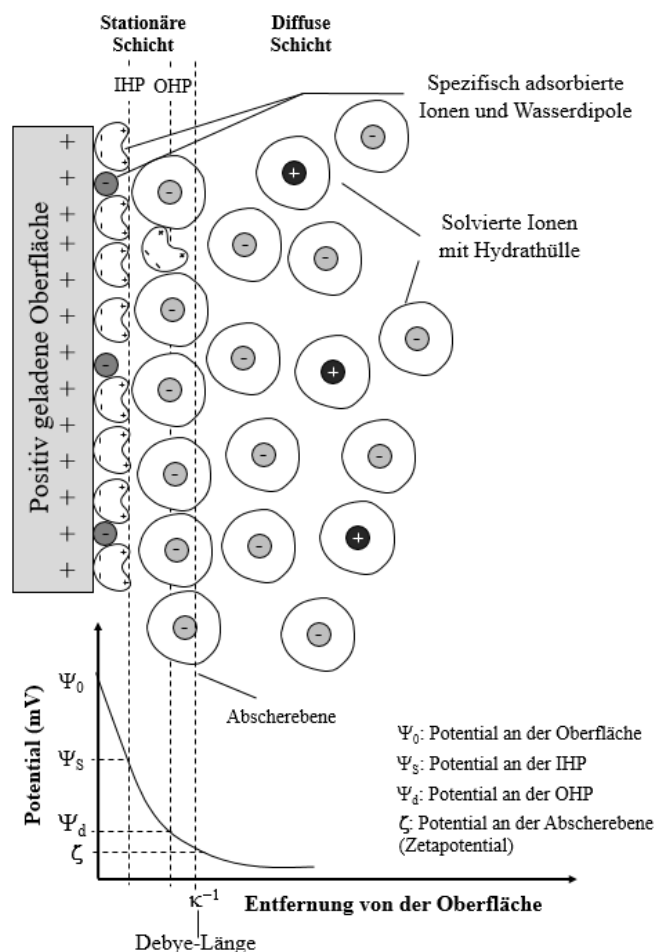 Stationäre
Schicht
Diffuse
Schicht
IHP
OHP
Spezifisch adsorbierte
Ionen und Wasserdipole
Solvierte Ionen
mit Hydrathülle
Positiv geladene Oberfläche
Abscherebene
Potential (mV)
Ψ0
ΨS
Ψd
ζ
Ψ0: Potential an der Oberfläche
ΨS: Potential an der IHP
Ψd: Potential an der OHP
ζ: Potential an der Abscherebene
(Zetapotential)
κ⁻¹
Entfernung von der Oberfläche
Debye-Länge